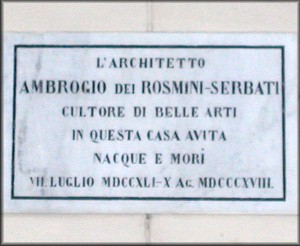 L'ARCHITETTO
AMBROGIO DEI ROSMINI-SERBATI
CULTORE DI BELLE ARTI
IN QUESTA CASA AVITA
NACQUE E MORÌ
VII. LUGLIO MDCCXLI-X AG. MDCCCXVIII.